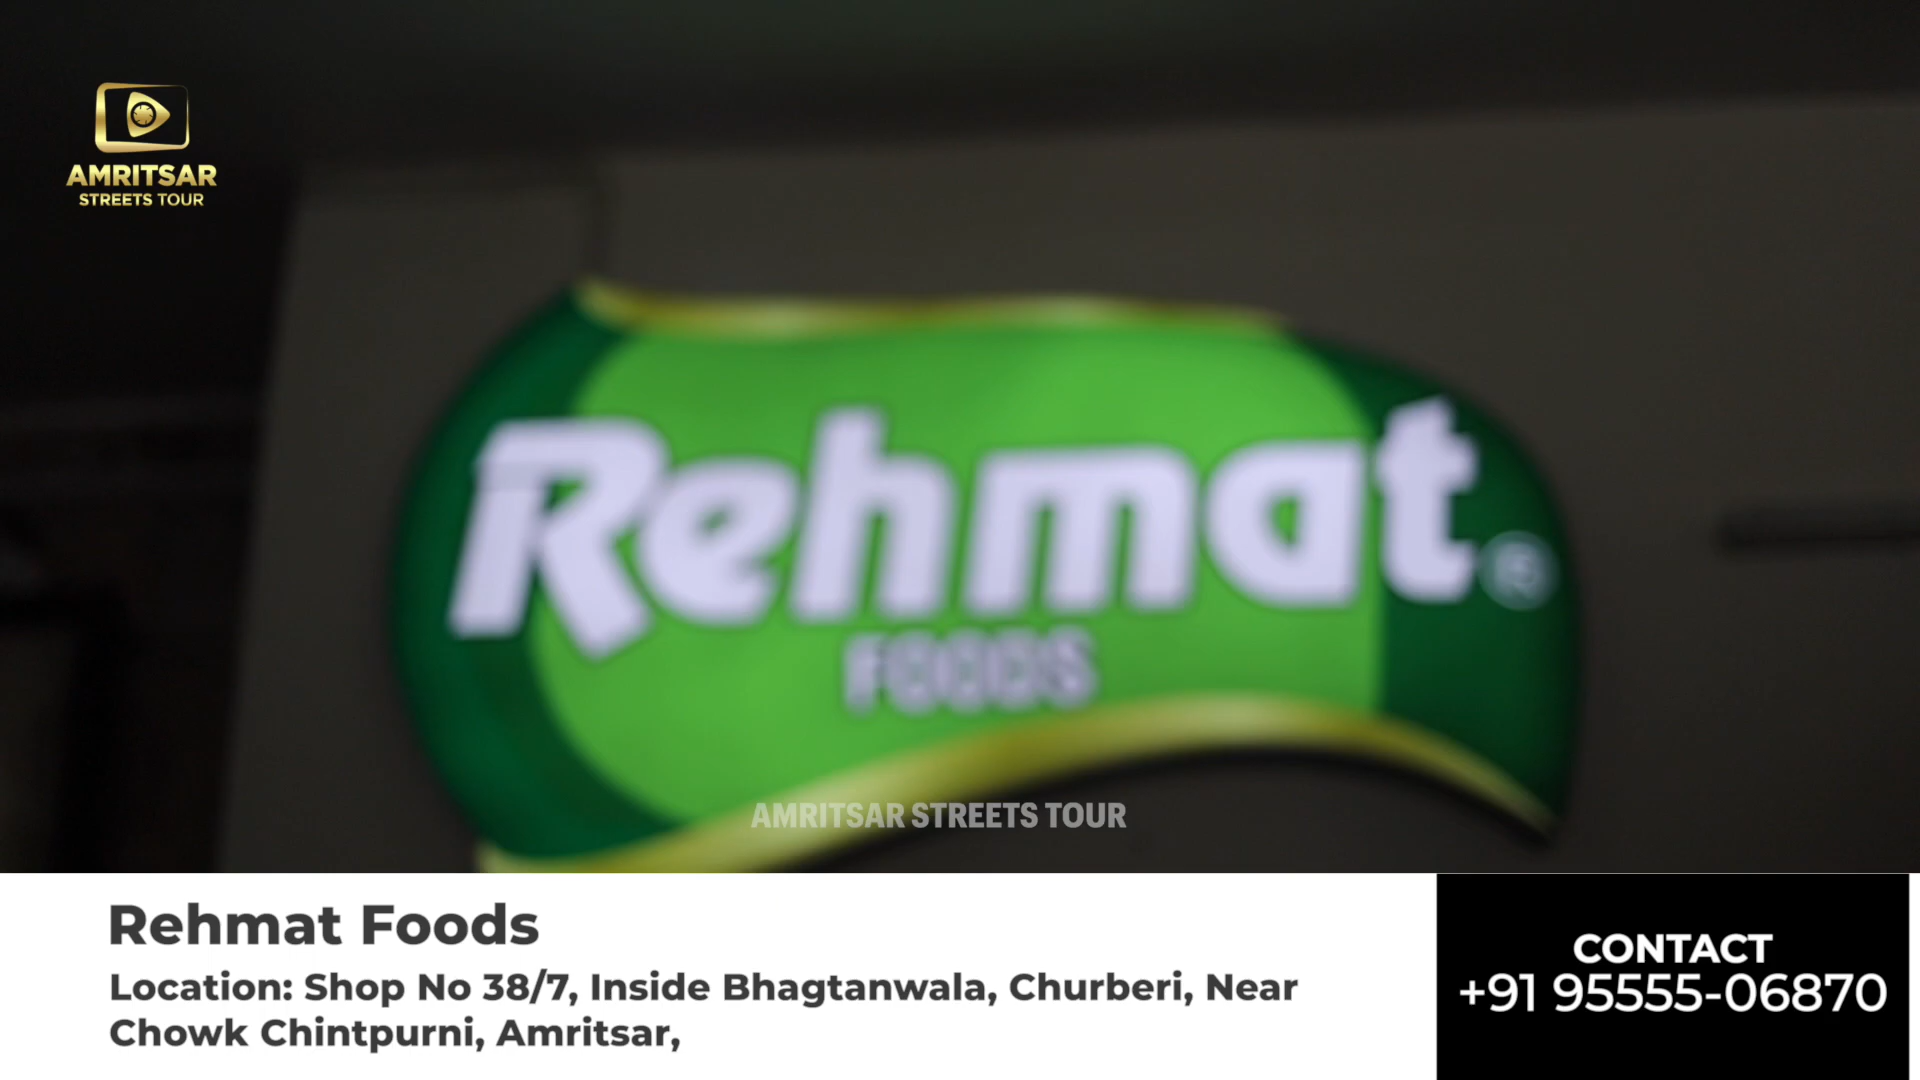 AMRITSAR
STREETS TOUR
Rehmat
®
FOODS
AMRITSAR STREETS TOUR
Rehmat Foods
Location: Shop No 38/7, Inside Bhagtanwala, Churberi, Near
Chowk Chintpurni, Amritsar,
CONTACT
+91 95555-06870